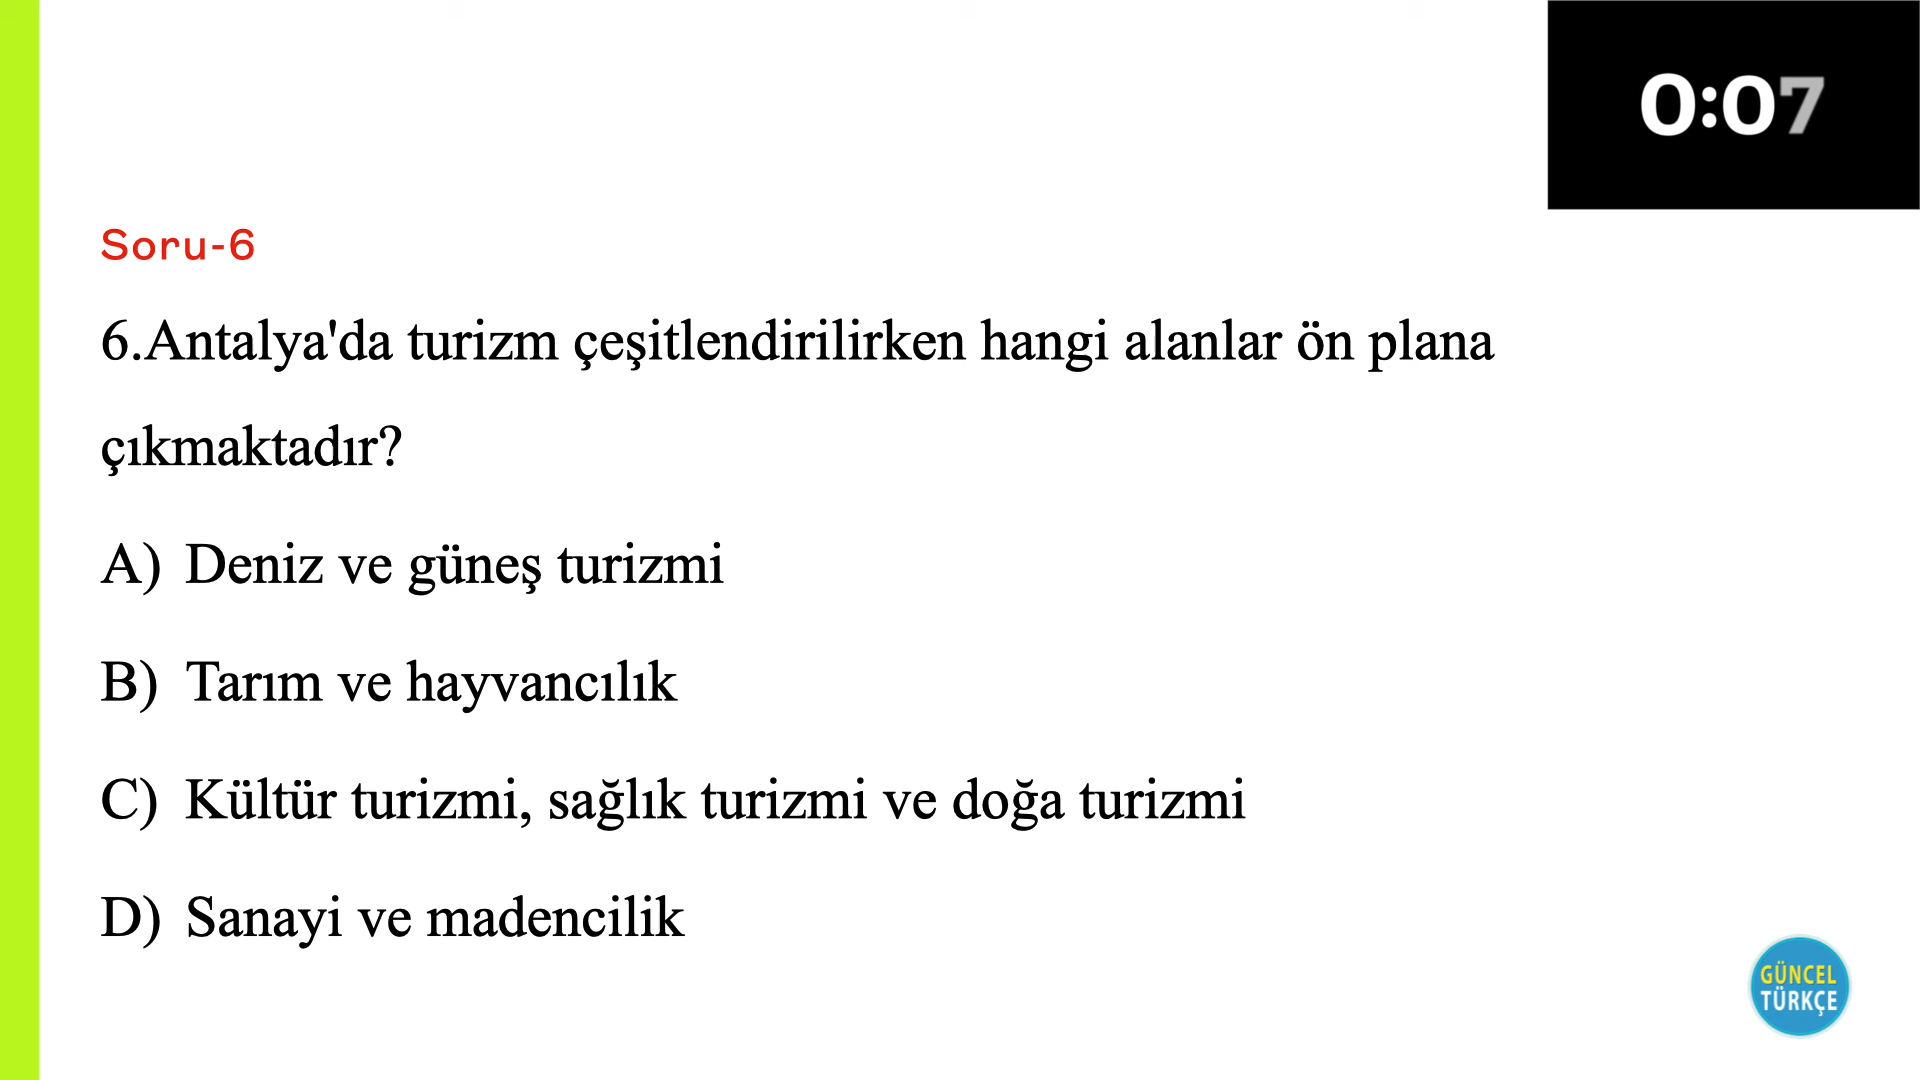 0:07
Soru-6
6.Antalya'da turizm çeşitlendirilirken hangi alanlar ön plana
çıkmaktadır?
A) Deniz ve güneş turizmi
B) Tarım ve hayvancılık
C) Kültür turizmi, sağlık turizmi ve doğa turizmi
D) Sanayi ve madencilik
GÜNCEL
TÜRKÇE